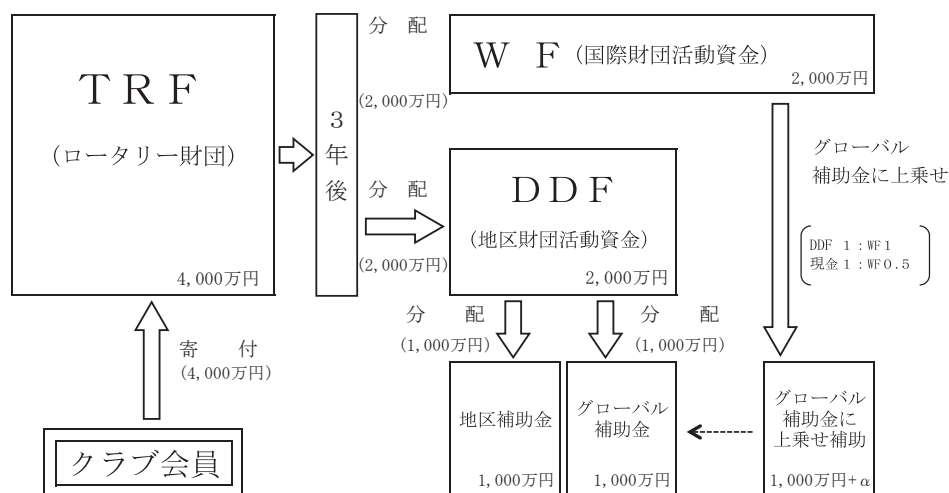 TRF
(ロータリー財団)
4,000万円
寄 付
(4,000万円)
クラブ会員
3年後
分 配
(2,000万円)
WF(国際財団活動資金)
2,000万円
分 配
(2,000万円)
DDF
(地区財団活動資金)
2,000万円
グローバル
補助金に上乗せ
DDF 1:WF1
現金1:WF0.5
分 配
(1,000万円)
分 配
(1,000万円)
地区補助金
1,000万円
グローバル
補助金
1,000万円
グローバル
補助金に
上乗せ補助
1,000万円+α